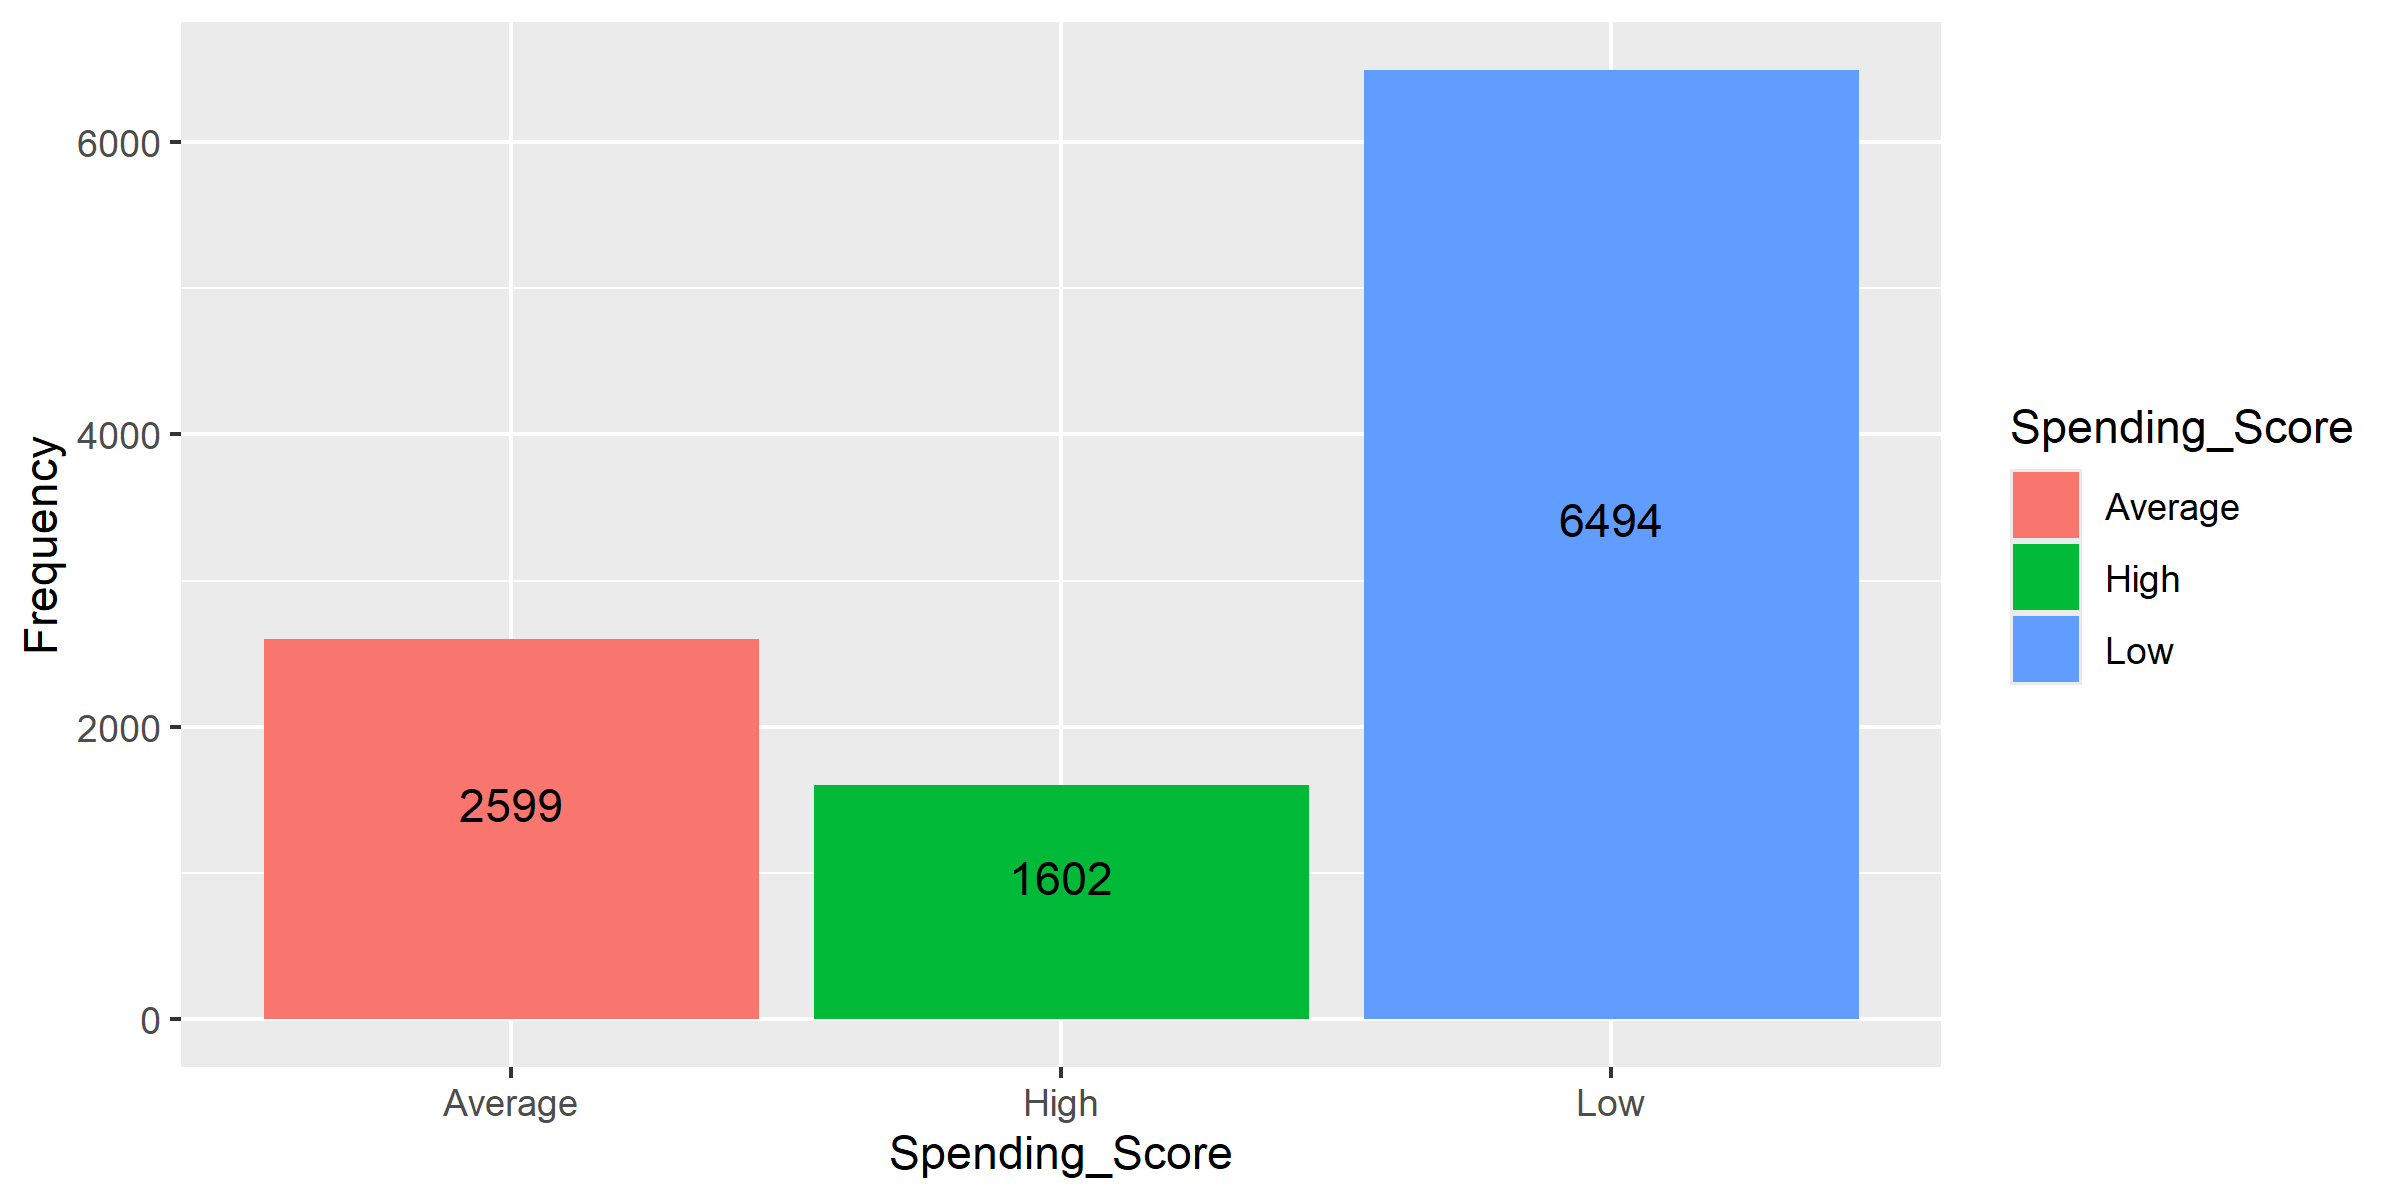 Frequency
6000
4000
2000
0
2599
1602
6494
Average
High
Low
Spending_Score
Spending_Score
Average
High
Low